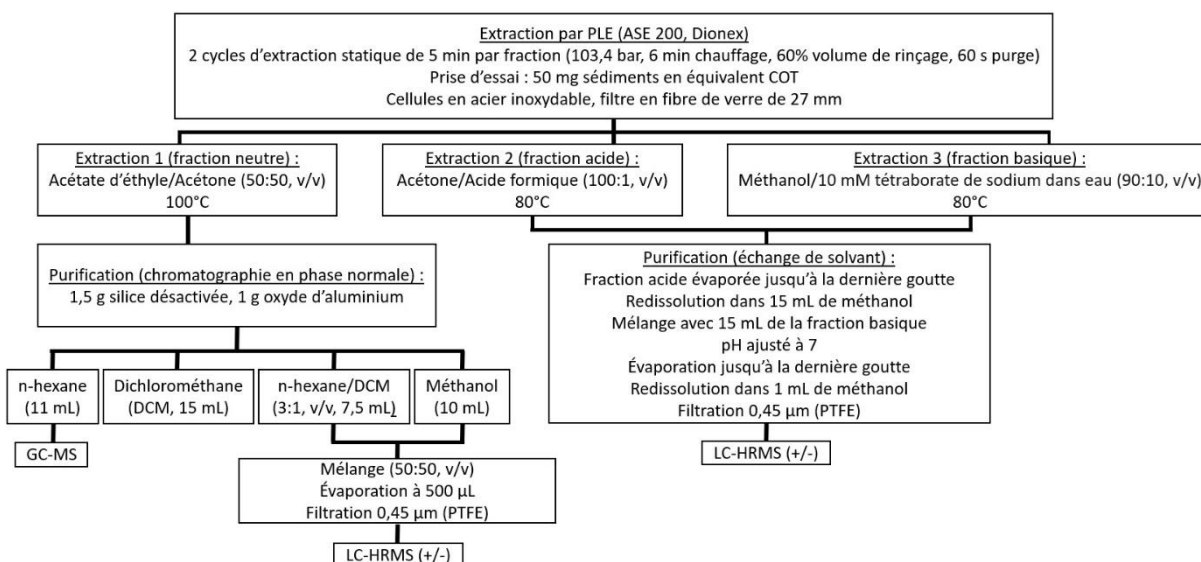 Extraction par PLE (ASE 200, Dionex)
2 cycles d'extraction statique de 5 min par fraction (103,4 bar, 6 min chauffage, 60% volume de rinçage, 60 s purge)
Prise d'essai : 50 mg sédiments en équivalent COT
Cellules en acier inoxydable, filtre en fibre de verre de 27 mm
Extraction 1 (fraction neutre) :
Acétate d'éthyle/Acétone (50:50, v/v)
100°C
Extraction 2 (fraction acide) :
Acétone/Acide formique (100:1, v/v)
80°C
Extraction 3 (fraction basique) :
Méthanol/10 mM tétraborate de sodium dans eau (90:10, v/v)
80°C
Purification (chromatographie en phase normale) :
1,5 g silice désactivée, 1 g oxyde d'aluminium
n-hexane
(11 mL)
Dichlorométhane
(DCM, 15 mL)
n-hexane/DCM
(3:1, v/v, 7,5 mL)
Méthanol
(10 mL)
GC-MS
Mélange (50:50, v/v)
Évaporation à 500 µL
Filtration 0,45 µm (PTFE)
LC-HRMS (+/-)
Purification (échange de solvant) :
Fraction acide évaporée jusqu'à la dernière goutte
Redissolution dans 15 mL de méthanol
Mélange avec 15 mL de la fraction basique
pH ajusté à 7
Évaporation jusqu'à la dernière goutte
Redissolution dans 1 mL de méthanol
Filtration 0,45 µm (PTFE)
LC-HRMS (+/-)